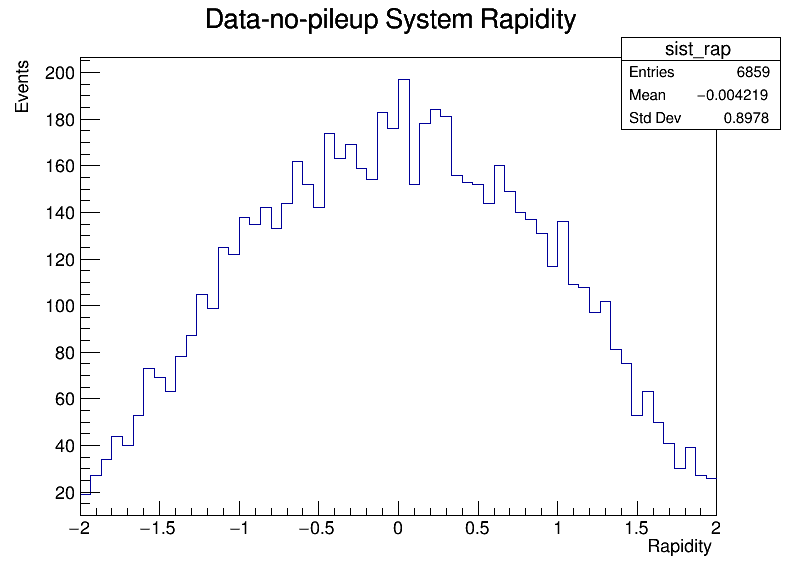 Data-no-pileup System Rapidity
sist_rap
Entries 6859
Mean −0.004219
Std Dev 0.8978
Events
200
180
160
140
120
100
80
60
40
20
−2 −1.5 −1 −0.5 0 0.5 1 1.5 2
Rapidity